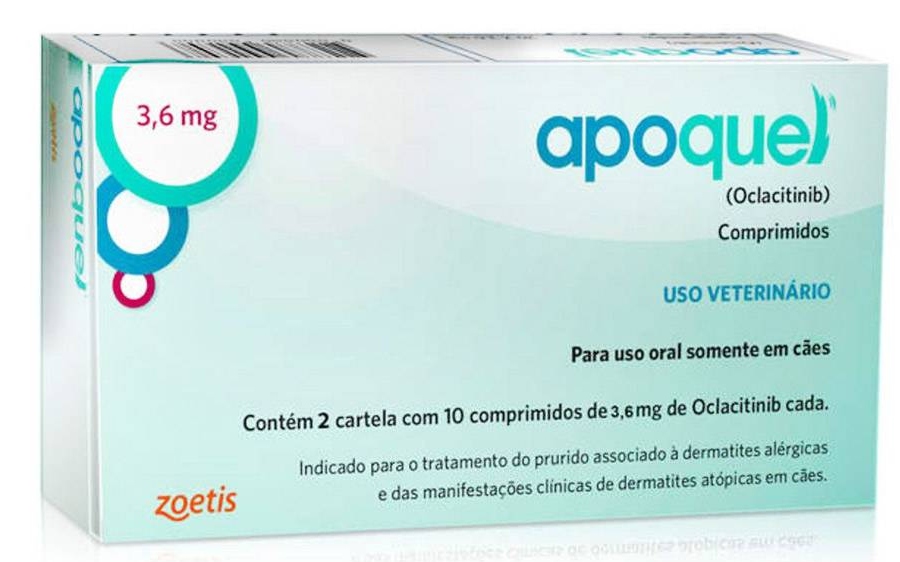 3,6 mg
apoquel
apoquel
(Oclacitinib)
Comprimidos
USO VETERINÁRIO
Para uso oral somente em cães
Contém 2 cartela com 10 comprimidos de 3,6mg de Oclacitinib cada.
Indicado para o tratamento do prurido associado à dermatites alérgicas
e das manifestações clínicas de dermatites atópicas em cães.
zoetis
apoquel